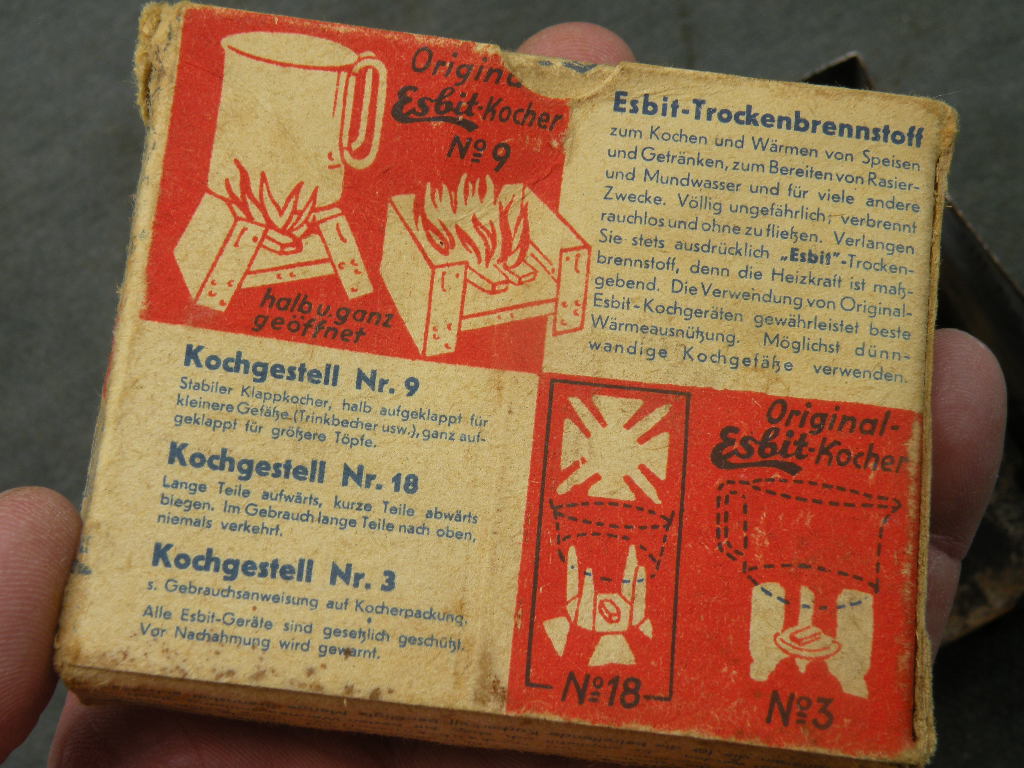 Original
Esbit-Kocher
No 9
halb u. ganz
geöffnet
Esbit-Trockenbrennstoff
zum Kochen und Wärmen von Speisen
und Getränken, zum Bereiten von Rasier-
und Mundwasser und für viele andere
Zwecke. Völlig ungefährlich; verbrennt
rauchlos und ohne zu fließen. Verlangen
Sie stets ausdrücklich „Esbit"-Trocken-
brennstoff, denn die Heizkraft ist maß-
gebend. Die Verwendung von Original-
Esbit-Kochgeräten gewährleistet beste
Wärmeausnützung. Möglichst dünn-
wandige Kochgefäße verwenden.
Kochgestell Nr. 9
Stabiler Klappkocher, halb aufgeklappt für
kleinere Gefäße (Trinkbecher usw.), ganz auf-
geklappt für größere Töpfe.
Kochgestell Nr. 18
Lange Teile aufwärts, kurze Teile abwärts
biegen. Im Gebrauch lange Teile nach oben,
niemals verkehrt.
Kochgestell Nr. 3
s. Gebrauchsanweisung auf Kocherpackung.
Alle Esbit-Geräte sind gesetzlich geschützt.
Vor Nachahmung wird gewarnt.
Original-
Esbit-Kocher
No 18
No 3